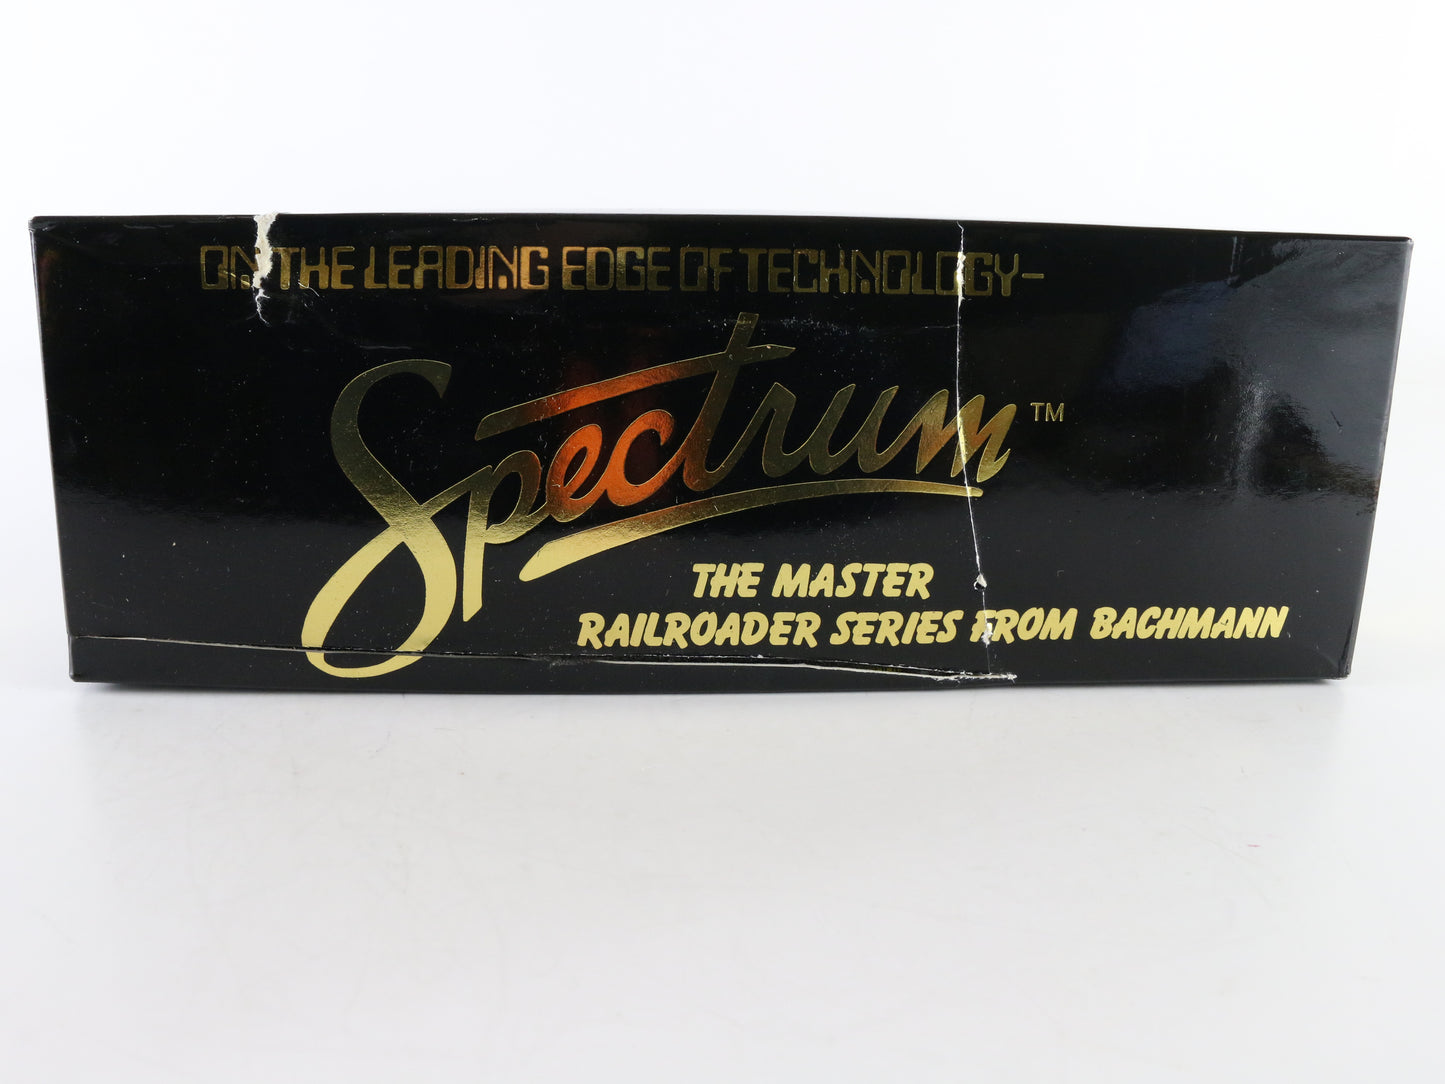 ON THE LEADING EDGE OF TECHNOLOGY–
Spectrum™
THE MASTER
RAILROADER SERIES FROM BACHMANN